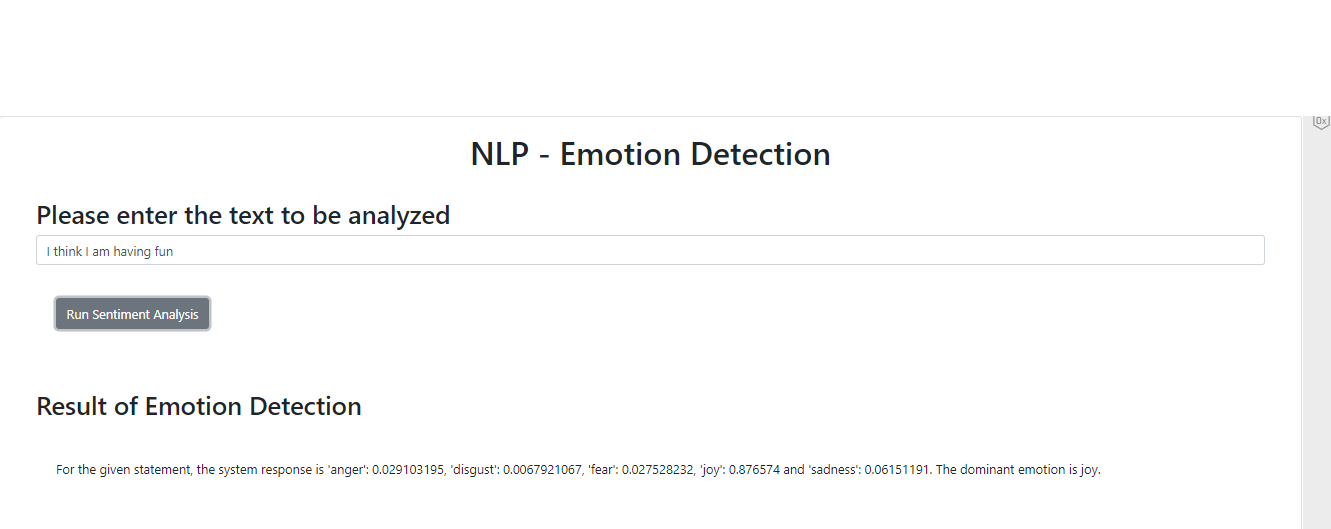 NLP - Emotion Detection
Please enter the text to be analyzed
I think I am having fun
Run Sentiment Analysis
Result of Emotion Detection
For the given statement, the system response is 'anger': 0.029103195, 'disgust': 0.0067921067, 'fear': 0.027528232, 'joy': 0.876574 and 'sadness': 0.06151191. The dominant emotion is joy.